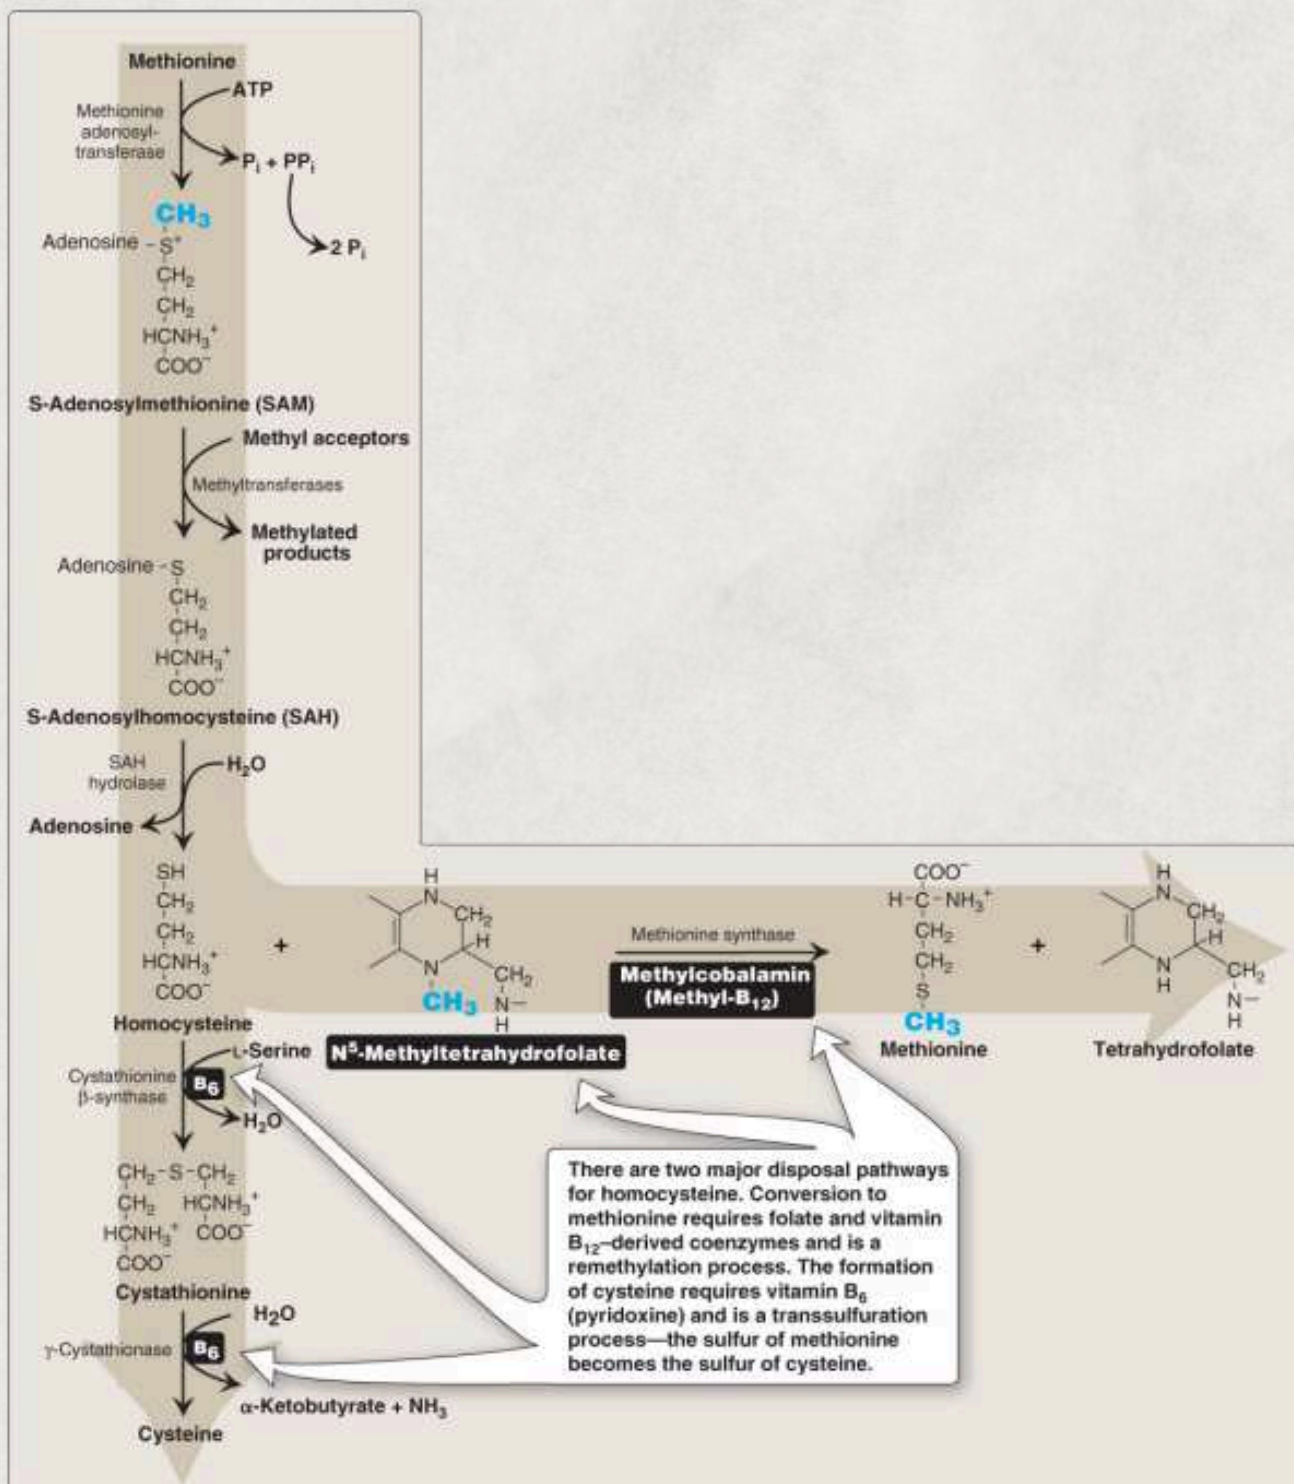 Methionine
ATP
Methionine
adenosyl-
transferase
Pi + PPi
2 Pi
CH3
Adenosine – S+
CH2
CH2
HCNH3+
COO–
S-Adenosylmethionine (SAM)
Methyl acceptors
Methyltransferases
Methylated
products
Adenosine – S
CH2
CH2
HCNH3+
COO–
S-Adenosylhomocysteine (SAH)
SAH
hydrolase
H2O
Adenosine
SH
CH2
CH2
HCNH3+
COO–
Homocysteine
+
H
N
CH2
H
N
CH2
CH3
N–
H
N5-Methyltetrahydrofolate
Methionine synthase
Methylcobalamin
(Methyl-B12)
COO–
H–C–NH3+
CH2
CH2
S
CH3
Methionine
+
H
N
CH2
H
N
H
CH2
N–
H
Tetrahydrofolate
L-Serine
Cystathionine
β-synthase
B6
H2O
CH2–S–CH2
CH2 HCNH3+
HCNH3+ COO–
COO–
Cystathionine
H2O
γ-Cystathionase
B6
α-Ketobutyrate + NH3
Cysteine
There are two major disposal pathways
for homocysteine. Conversion to
methionine requires folate and vitamin
B12–derived coenzymes and is a
remethylation process. The formation
of cysteine requires vitamin B6
(pyridoxine) and is a transsulfuration
process—the sulfur of methionine
becomes the sulfur of cysteine.